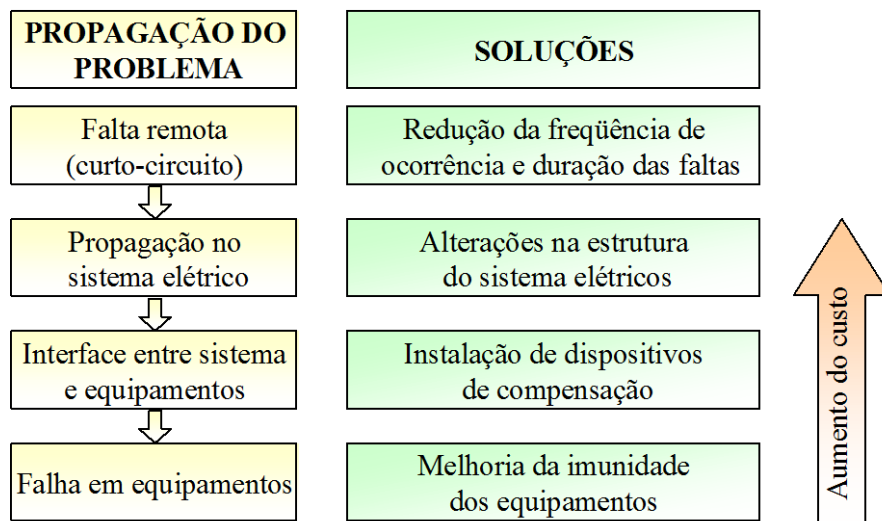 PROPAGAÇÃO DO
PROBLEMA
SOLUÇÕES
Falta remota
(curto-circuito)
Redução da freqüência de
ocorrência e duração das faltas
Propagação no
sistema elétrico
Alterações na estrutura
do sistema elétricos
Interface entre sistema
e equipamentos
Instalação de dispositivos
de compensação
Falha em equipamentos
Melhoria da imunidade
dos equipamentos
Aumento do custo